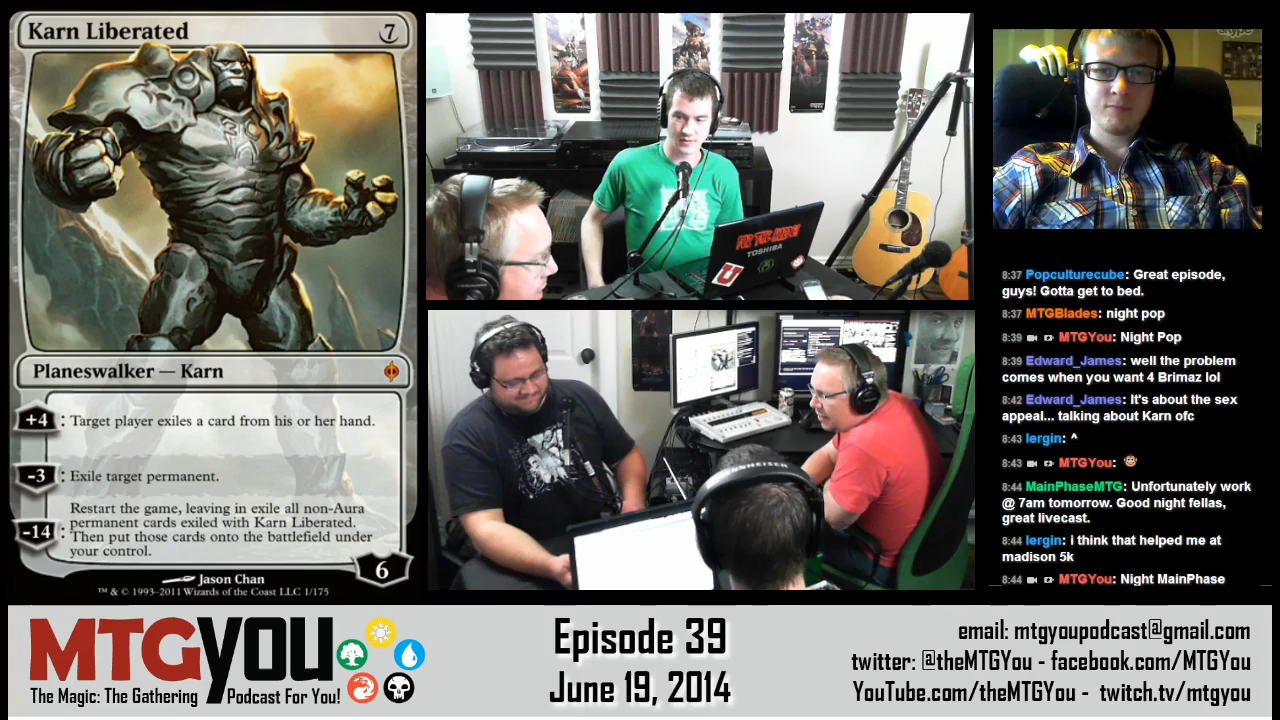 Karn Liberated
7
Planeswalker — Karn
+4 : Target player exiles a card from his or her hand.
-3 : Exile target permanent.
-14 : Restart the game, leaving in exile all non-Aura
permanent cards exiled with Karn Liberated.
Then put those cards onto the battlefield under
your control.
6
Jason Chan
™ & © 1993–2011 Wizards of the Coast LLC 1/175
TOSHIBA
U
SENNHEISER
skype
8:37 Popculturecube: Great episode,
guys! Gotta get to bed.
8:37 MTGBlades: night pop
8:39 MTGYou: Night Pop
8:39 Edward_James: well the problem
comes when you want 4 Brimaz lol
8:42 Edward_James: It's about the sex
appeal... talking about Karn ofc
8:43 lergin: ^
8:43 MTGYou: 🐵
8:44 MainPhaseMTG: Unfortunately work
@ 7am tomorrow. Good night fellas,
great livecast.
8:44 lergin: i think that helped me at
madison 5k
8:44 MTGYou: Night MainPhase
MTGYOU
The Magic: The Gathering Podcast For You!
Episode 39
June 19, 2014
email: mtgyoupodcast@gmail.com
twitter: @theMTGYou - facebook.com/MTGYou
YouTube.com/theMTGYou - twitch.tv/mtgyou